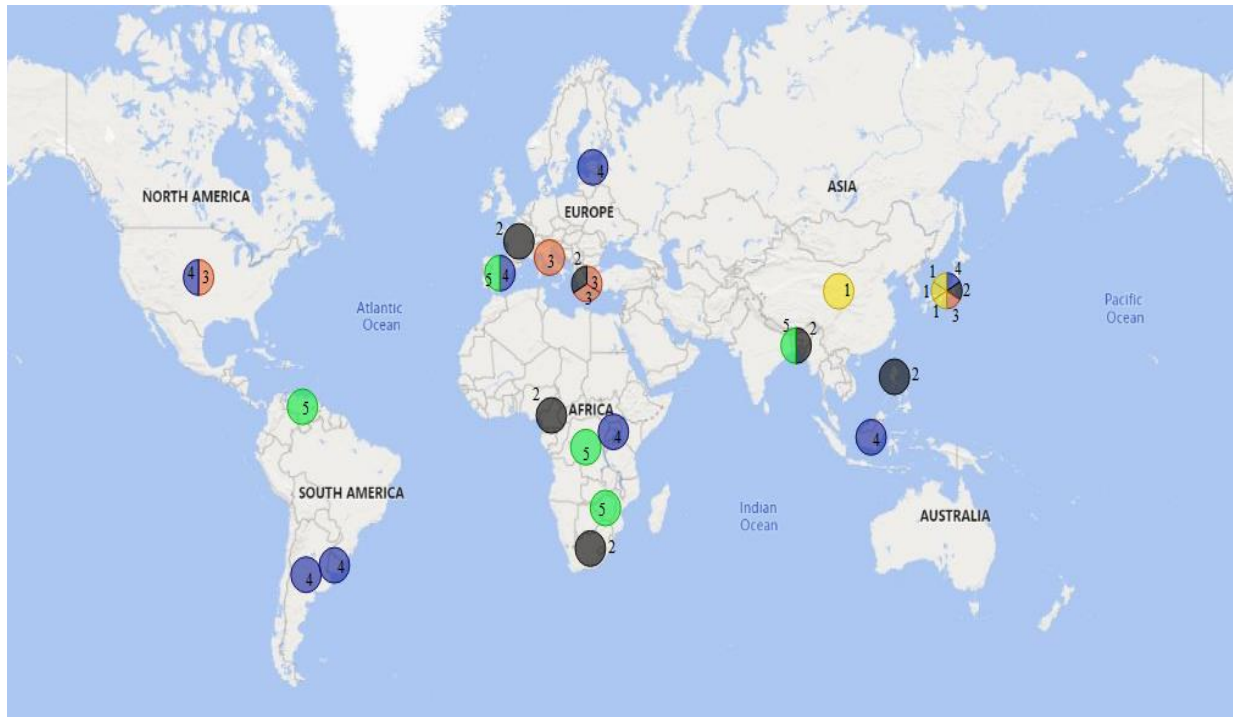 4
ASIA
NORTH AMERICA
EUROPE
2
3
2
4 3
5 4
3
3
1
1 4
1 2
1 3
Atlantic
Ocean
Pacific
Ocean
5 2
2
5
2
AFRICA
4
5
4
SOUTH AMERICA
5
Indian
Ocean
AUSTRALIA
2
4
4